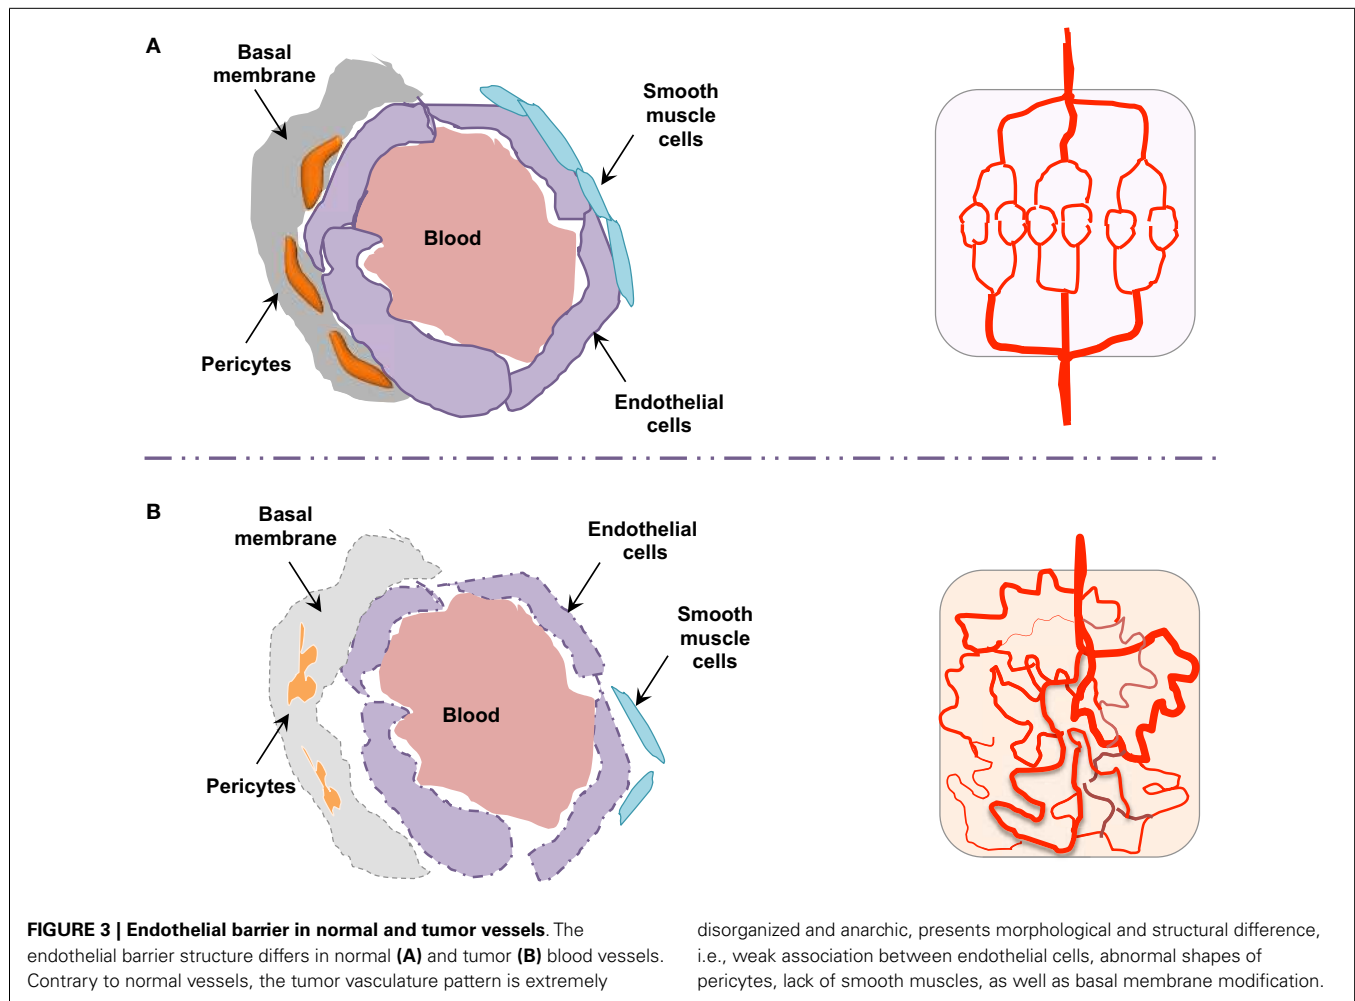 A
Basal
membrane
Smooth
muscle
cells
Blood
Pericytes
Endothelial
cells
B
Basal
membrane
Endothelial
cells
Smooth
muscle
cells
Blood
Pericytes
FIGURE 3 | Endothelial barrier in normal and tumor vessels. The
endothelial barrier structure differs in normal (A) and tumor (B) blood vessels.
Contrary to normal vessels, the tumor vasculature pattern is extremely
disorganized and anarchic, presents morphological and structural difference,
i.e., weak association between endothelial cells, abnormal shapes of
pericytes, lack of smooth muscles, as well as basal membrane modification.